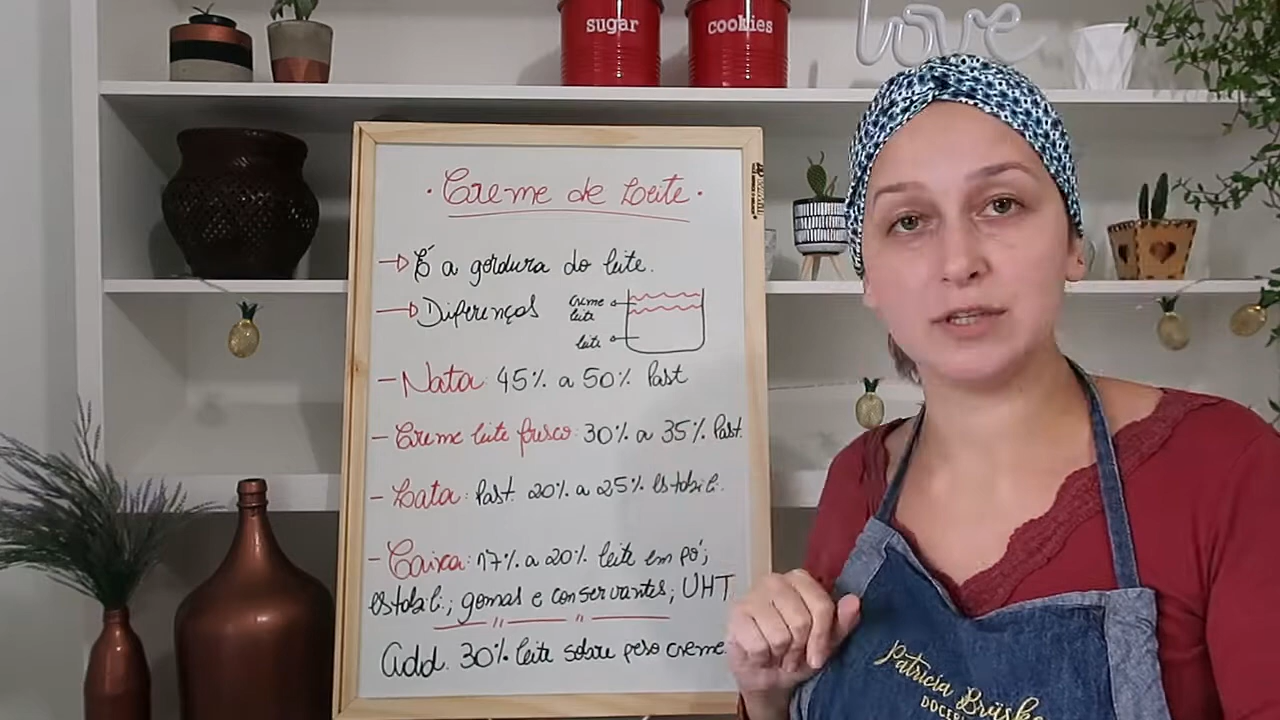 sugar
cookies
love
. Creme de Leite .
→ É a gordura do leite.
→ Diferenças
creme leite
leite
- Nata: 45% a 50% Past
- Creme leite fresco: 30% a 35% Past.
- Lata: Past. 20% a 25% estabil.
- Caixa: 17% a 20% leite em pó;
estabil.; gomas e conservantes; UHT
add. 30% leite sobre peso creme
Patricia Brüske